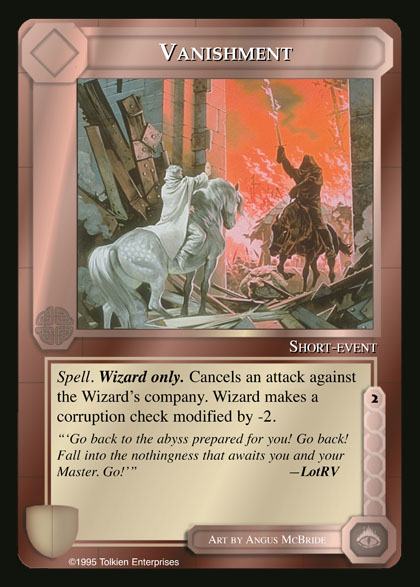 Vanishment
Short-event
Spell. Wizard only. Cancels an attack against
the Wizard’s company. Wizard makes a
corruption check modified by -2.
2
“‘Go back to the abyss prepared for you! Go back!
Fall into the nothingness that awaits you and your
Master. Go!’” –LotRV
Art by Angus McBride
©1995 Tolkien Enterprises